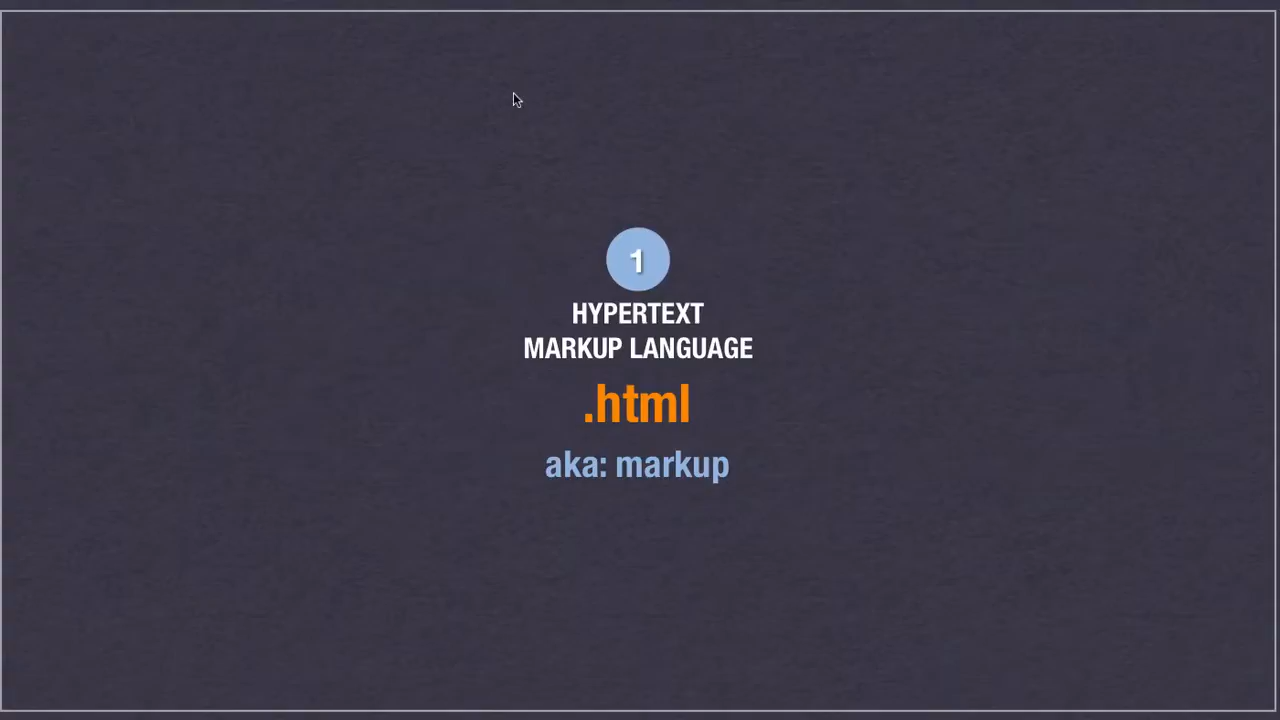 1
HYPERTEXT
MARKUP LANGUAGE
.html
aka: markup